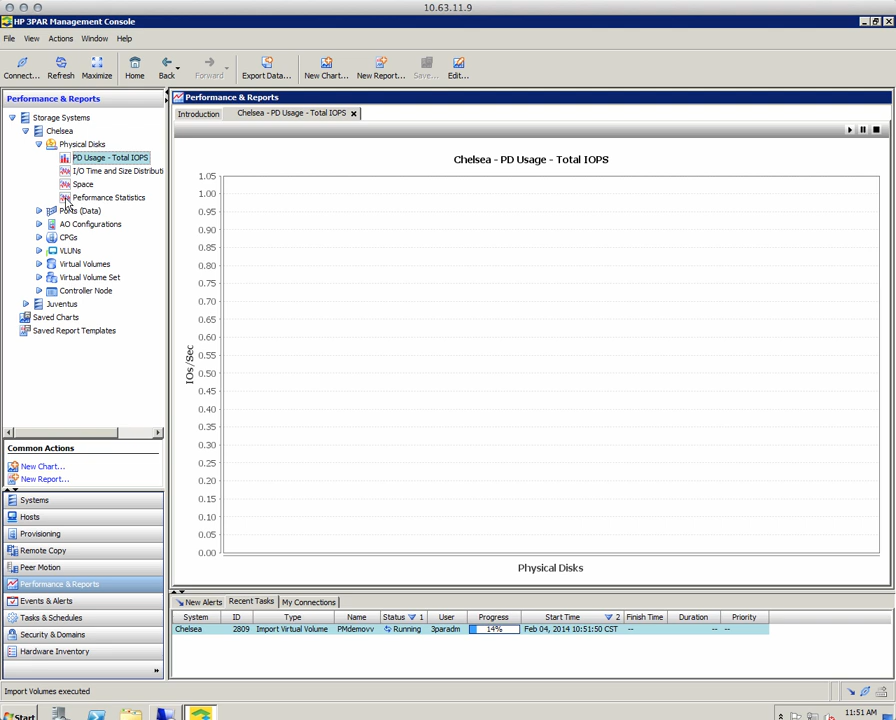 10.63.11.9
HP 3PAR Management Console
File View Actions Window Help
Connect... Refresh Maximize Home Back Forward Export Data... New Chart... New Report... Save... Edit...
Performance & Reports
Storage Systems
Chelsea
Physical Disks
PD Usage - Total IOPS
I/O Time and Size Distributi
Space
Peformance Statistics
Ports (Data)
AO Configurations
CPGs
VLUNs
Virtual Volumes
Virtual Volume Set
Controller Node
Juventus
Saved Charts
Saved Report Templates
Common Actions
New Chart...
New Report...
Systems
Hosts
Provisioning
Remote Copy
Peer Motion
Performance & Reports
Events & Alerts
Tasks & Schedules
Security & Domains
Hardware Inventory
»
Performance & Reports
Introduction Chelsea - PD Usage - Total IOPS
Chelsea - PD Usage - Total IOPS
1.05
1.00
0.95
0.90
0.85
0.80
0.75
0.70
0.65
0.60
0.55
0.50
0.45
0.40
0.35
0.30
0.25
0.20
0.15
0.10
0.05
0.00
IOs/Sec
Physical Disks
New Alerts Recent Tasks My Connections
System ID Type Name Status 1 User Progress Start Time 2 Finish Time Duration Priority
Chelsea 2809 Import Virtual Volume PMdemovv Running 3paradm 14% Feb 04, 2014 10:51:50 CST -- -- --
Import Volumes executed
Start 11:51 AM